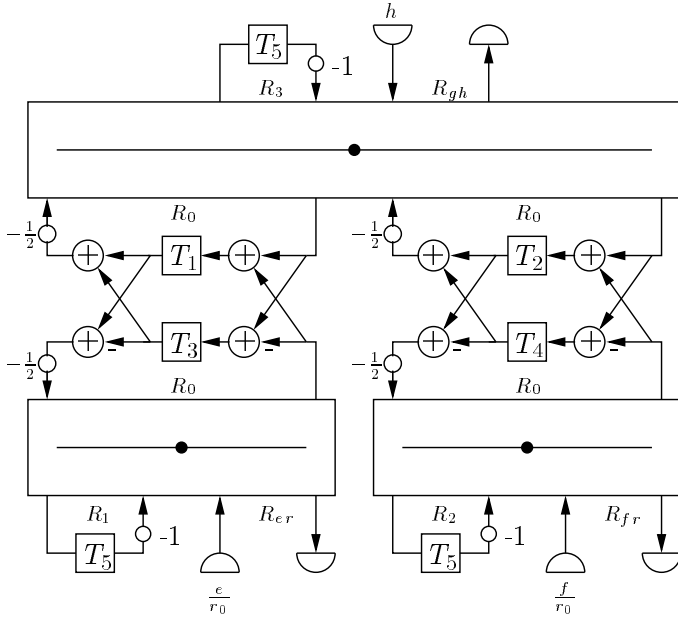 h
T5 -1
R3 Rgh
R0 R0
-1/2 + T1 + -1/2 + T2 +
-1/2 + - T3 + - -1/2 + - T4 + -
R0 R0
R1 Rer R2 Rfr
T5 -1 T5 -1
e/r0 f/r0